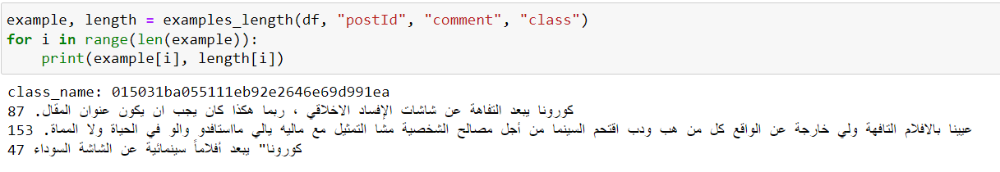 example, length = examples_length(df, "postId", "comment", "class")
for i in range(len(example)):
    print(example[i], length[i])
class_name: 015031ba055111eb92e2646e69d991ea
كورونا يبعد التفاهة عن شاشات الإفساد الاخلاقي ، ربما هكذا كان يجب ان يكون عنوان المقال. 87
عيينا بالافلام التافهة ولي خارجة عن الواقع كل من هب ودب اقتحم السينما من أجل مصالح الشخصية مشا التمثيل مع ماليه يالي مااستافدو والو في الحياة ولا المماة. 153
كورونا" يبعد أفلاماً سينمائية عن الشاشة السوداء 47